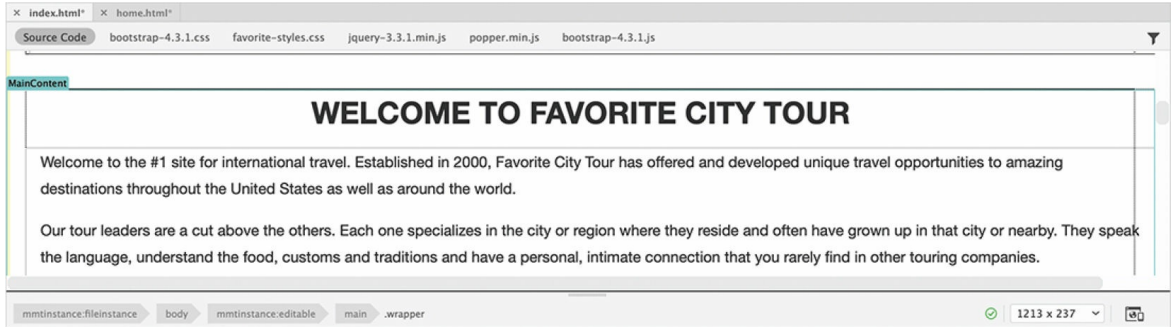 × index.html* × home.html*
Source Code bootstrap-4.3.1.css favorite-styles.css jquery-3.3.1.min.js popper.min.js bootstrap-4.3.1.js
MainContent
WELCOME TO FAVORITE CITY TOUR
Welcome to the #1 site for international travel. Established in 2000, Favorite City Tour has offered and developed unique travel opportunities to amazing
destinations throughout the United States as well as around the world.
Our tour leaders are a cut above the others. Each one specializes in the city or region where they reside and often have grown up in that city or nearby. They speak
the language, understand the food, customs and traditions and have a personal, intimate connection that you rarely find in other touring companies.
mmtinstance:fileinstance body mmtinstance:editable main .wrapper 1213 x 237